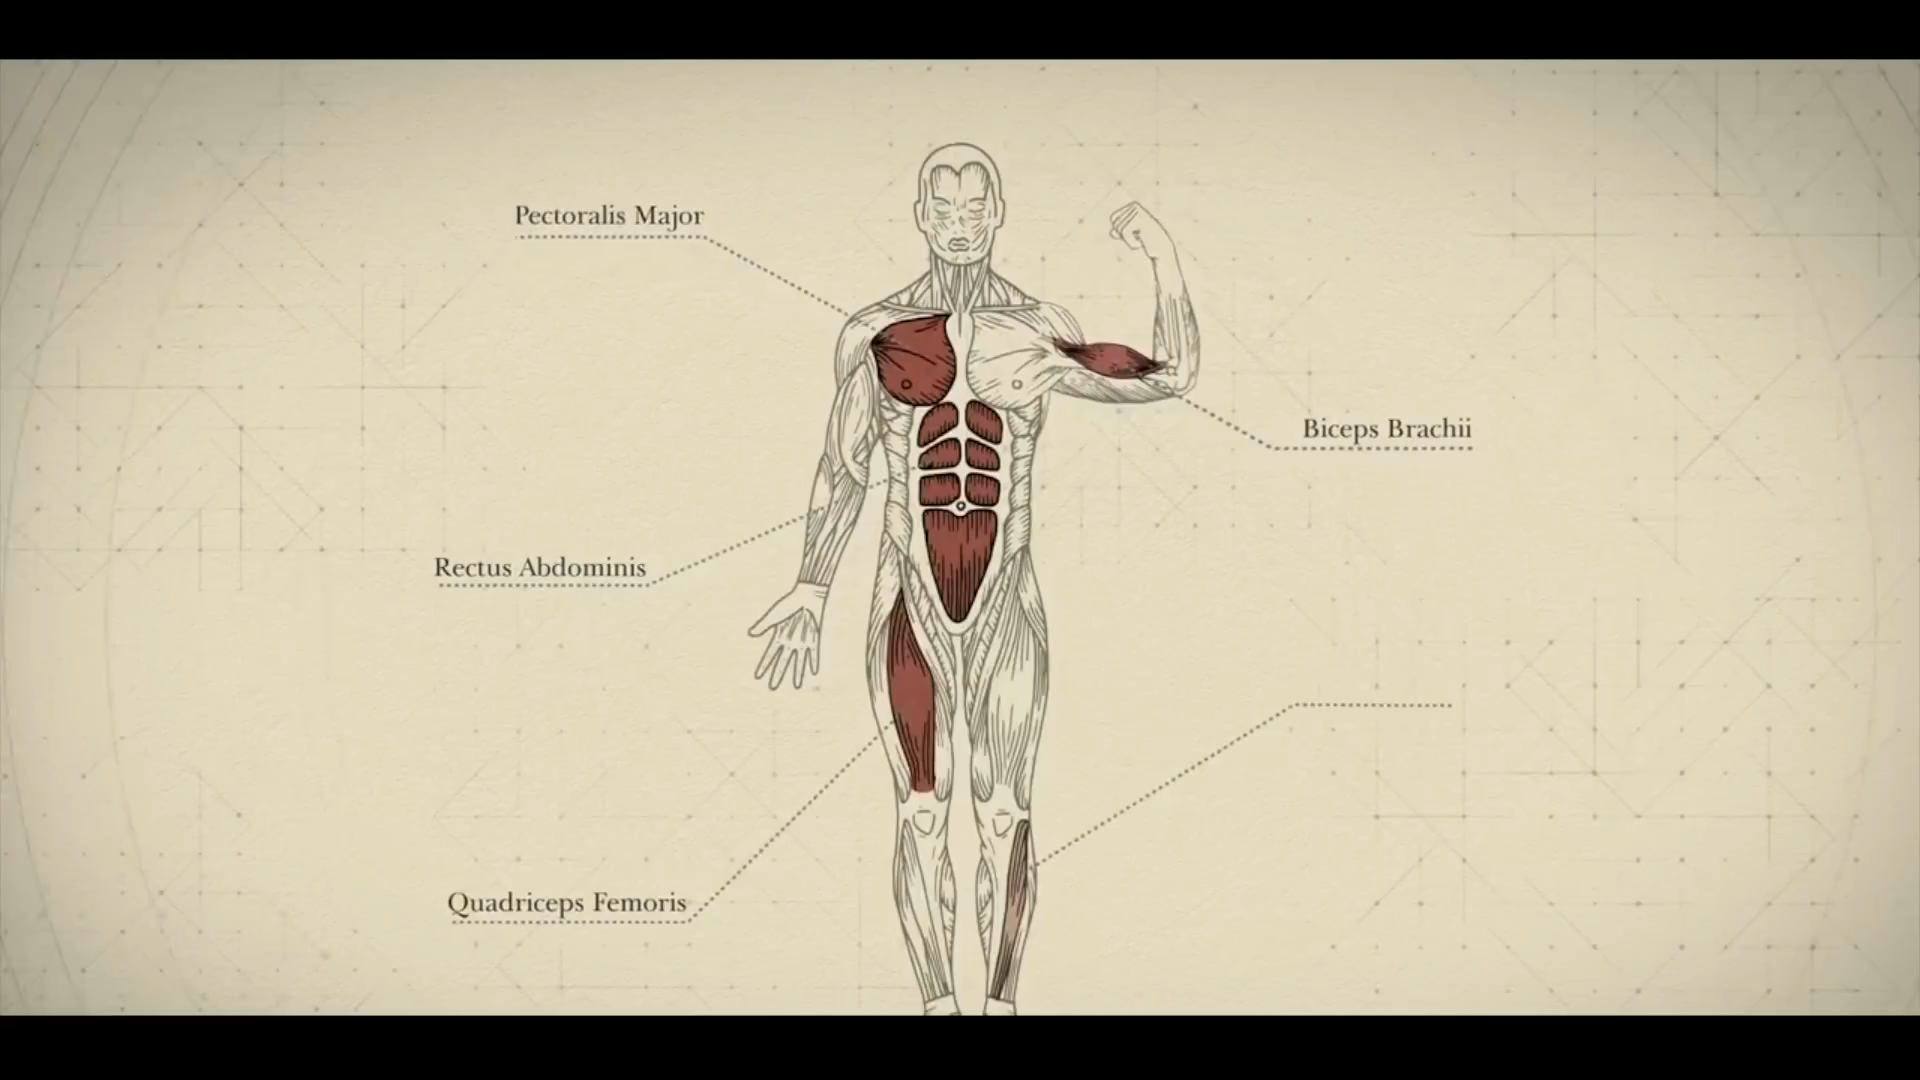 Pectoralis Major
Biceps Brachii
Rectus Abdominis
Quadriceps Femoris